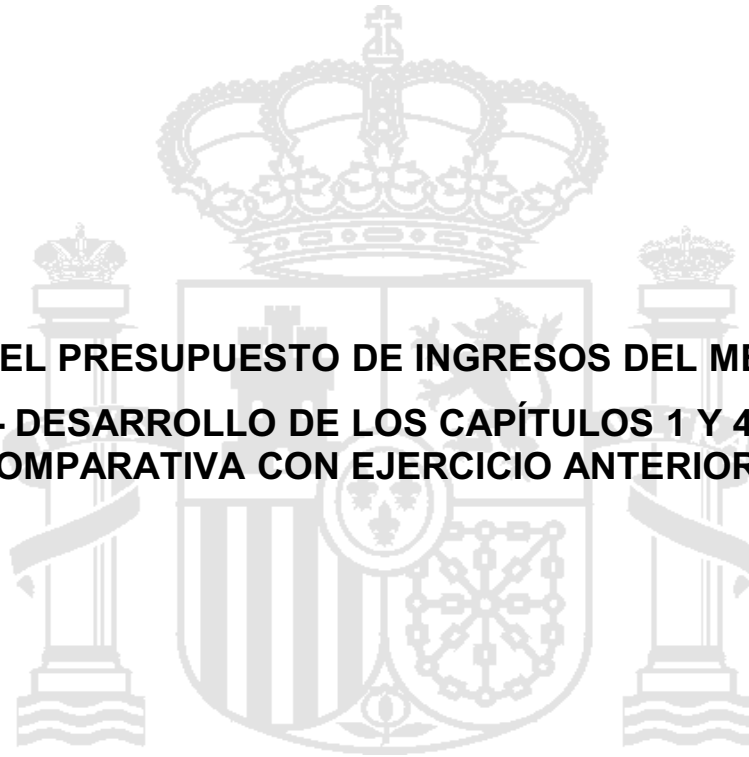 EL PRESUPUESTO DE INGRESOS DEL ME
- DESARROLLO DE LOS CAPÍTULOS 1 Y 4
OMPARATIVA CON EJERCICIO ANTERIOR